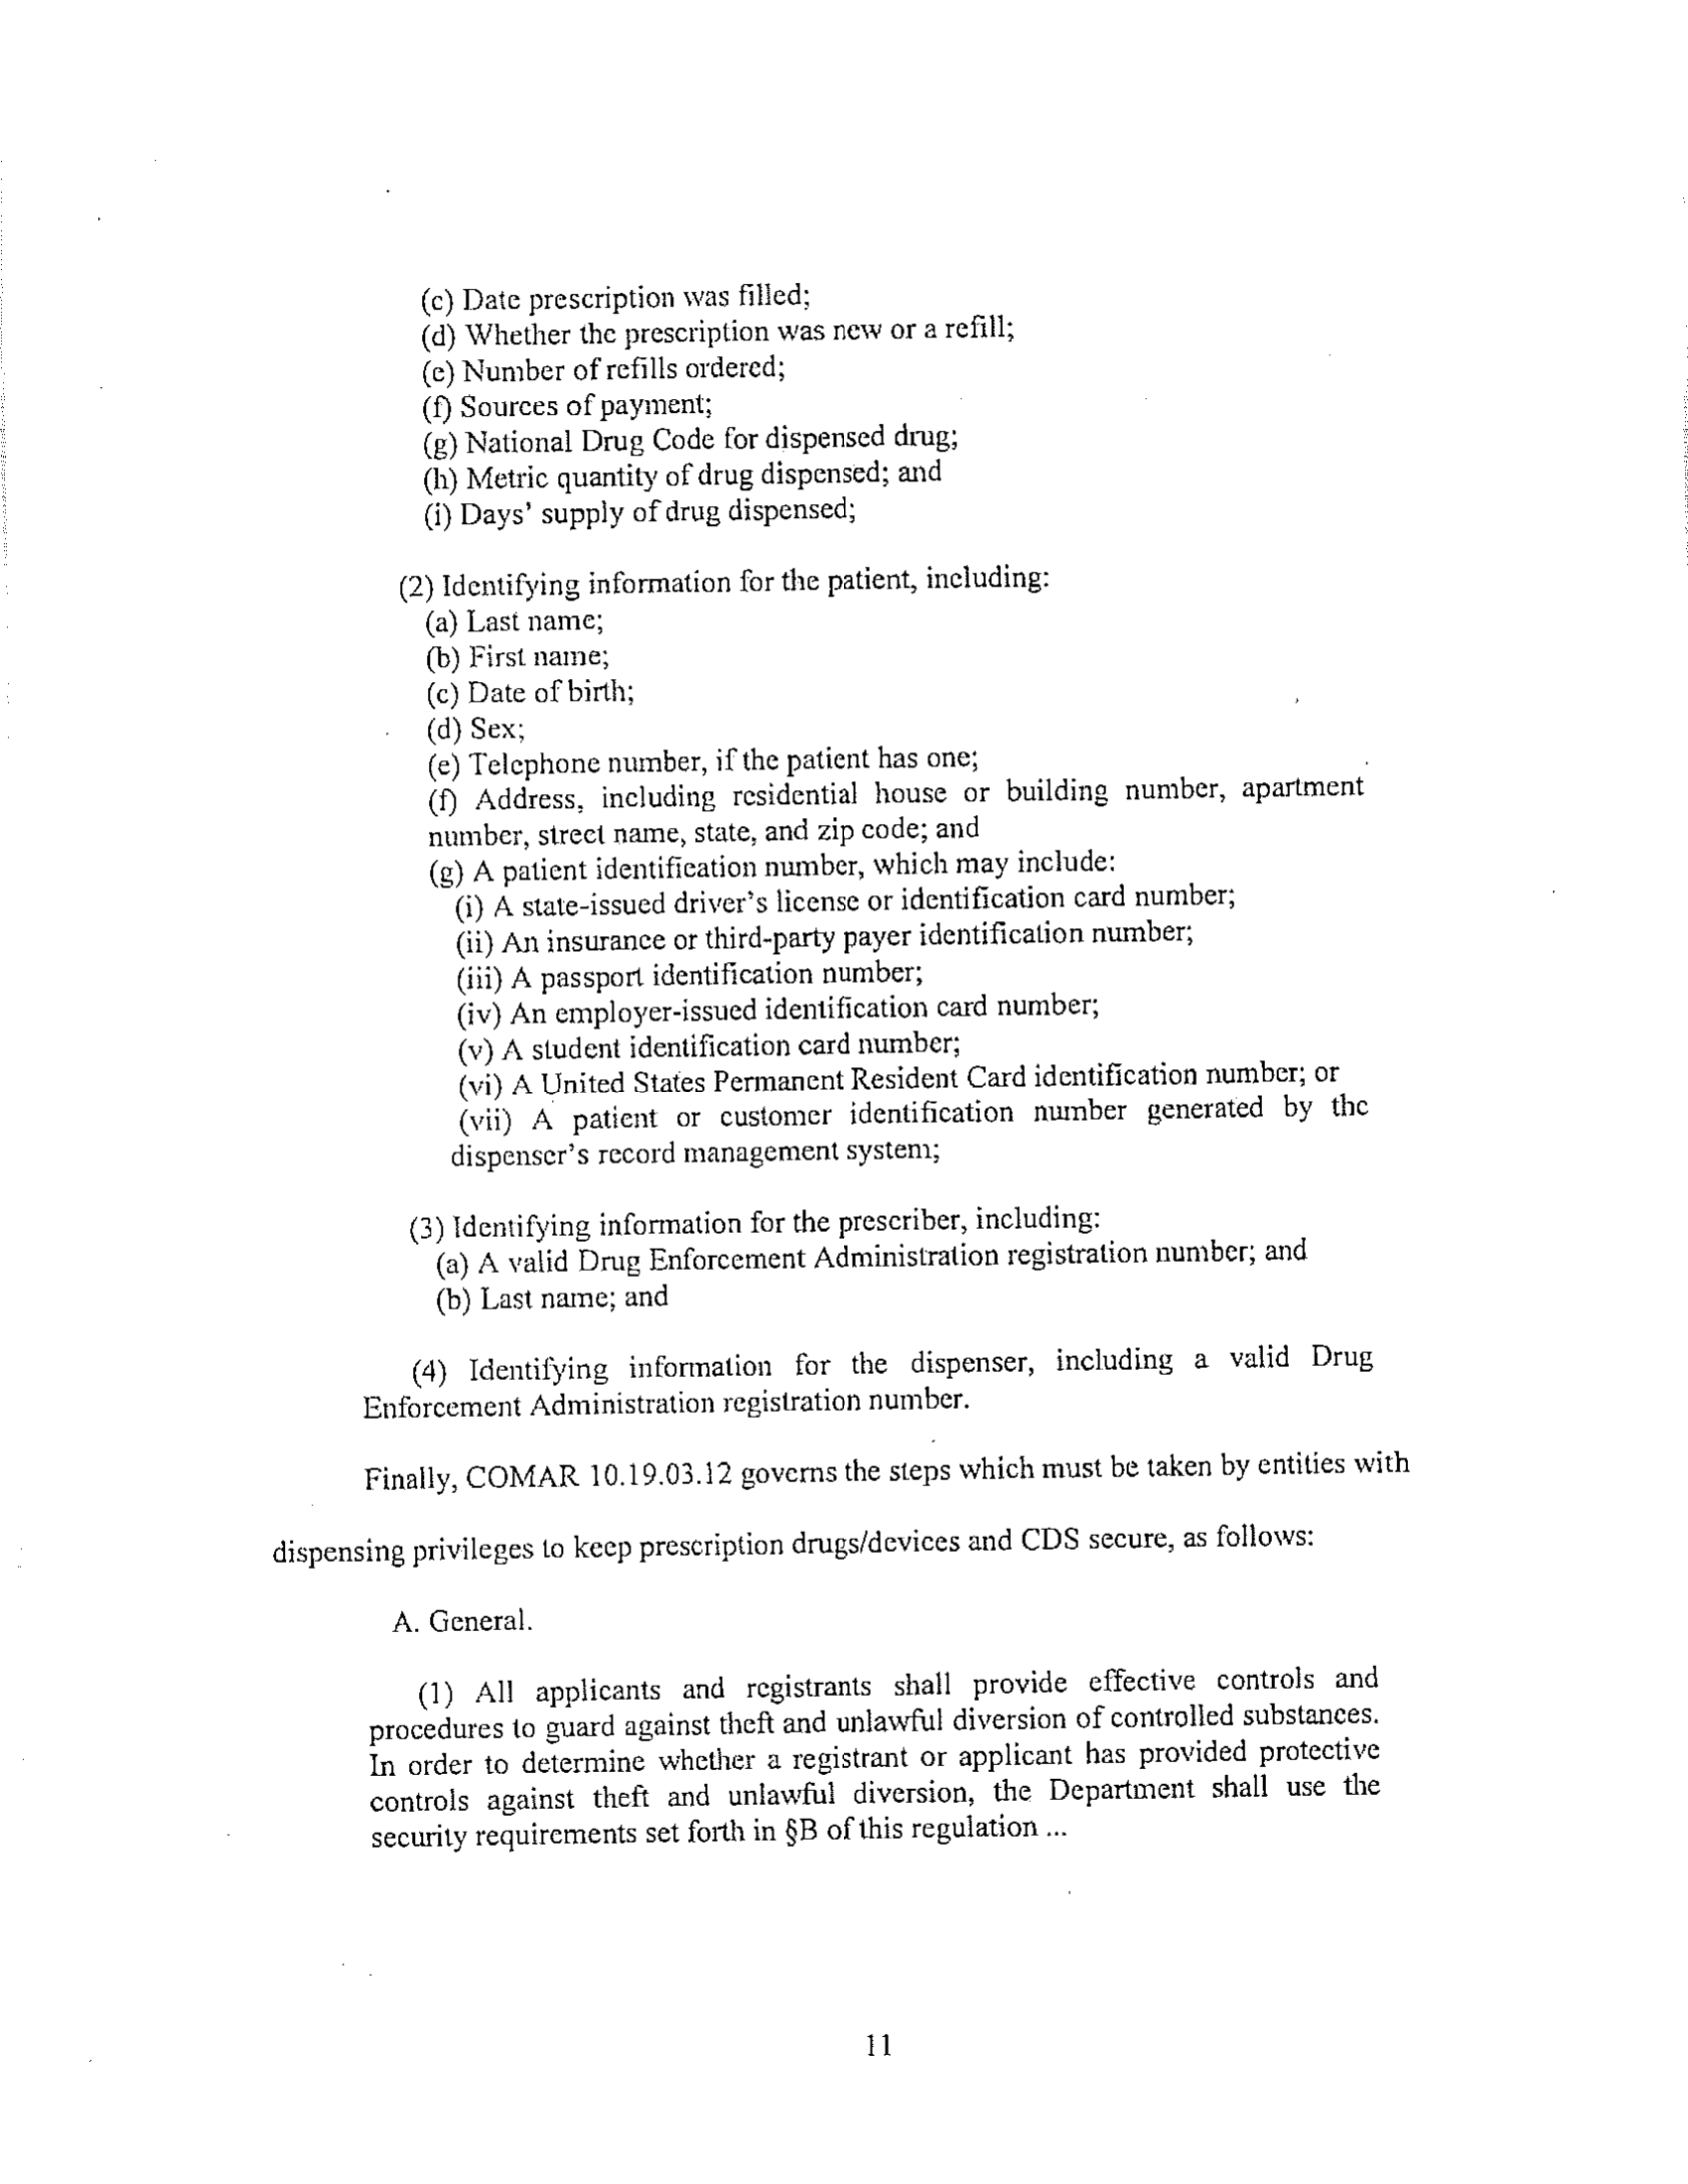 (c) Date prescription was filled;
(d) Whether the prescription was new or a refill;
(e) Number of refills ordered;
(f) Sources of payment;
(g) National Drug Code for dispensed drug;
(h) Metric quantity of drug dispensed; and
(i) Days' supply of drug dispensed;
(2) Identifying information for the patient, including:
(a) Last name;
(b) First name;
(c) Date of birth;
(d) Sex;
(e) Telephone number, if the patient has one;
(f) Address, including residential house or building number, apartment
number, street name, state, and zip code; and
(g) A patient identification number, which may include:
(i) A state-issued driver's license or identification card number;
(ii) An insurance or third-party payer identification number;
(iii) A passport identification number;
(iv) An employer-issued identification card number;
(v) A student identification card number;
(vi) A United States Permanent Resident Card identification number; or
(vii) A patient or customer identification number generated by the
dispenser's record management system;
(3) Identifying information for the prescriber, including:
(a) A valid Drug Enforcement Administration registration number; and
(b) Last name; and
(4) Identifying information for the dispenser, including a valid Drug
Enforcement Administration registration number.
Finally, COMAR 10.19.03.12 governs the steps which must be taken by entities with
dispensing privileges to keep prescription drugs/devices and CDS secure, as follows:
A. General.
(1) All applicants and registrants shall provide effective controls and
procedures to guard against theft and unlawful diversion of controlled substances.
In order to determine whether a registrant or applicant has provided protective
controls against theft and unlawful diversion, the Department shall use the
security requirements set forth in §B of this regulation ...
11